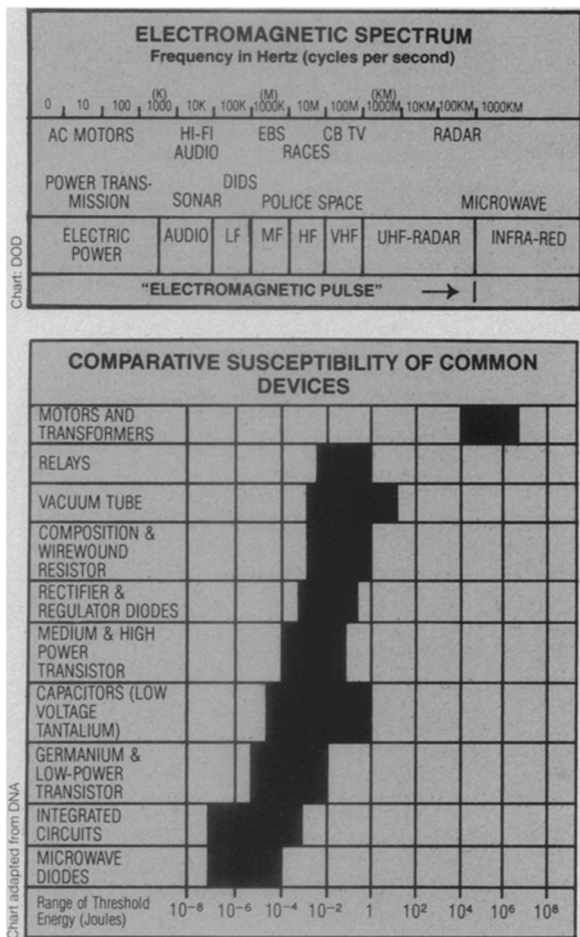 ELECTROMAGNETIC SPECTRUM
Frequency in Hertz (cycles per second)
(K) (M) (KM)
0 10 100 1000 10K 100K 1000K 10M 100M 1000M 10KM 100KM 1000KM
AC MOTORS HI-FI EBS CB TV RADAR
AUDIO RACES
POWER TRANS- DIDS
MISSION SONAR POLICE SPACE MICROWAVE
ELECTRIC AUDIO LF MF HF VHF UHF-RADAR INFRA-RED
POWER
"ELECTROMAGNETIC PULSE" →
Chart: DOD
COMPARATIVE SUSCEPTIBILITY OF COMMON
DEVICES
MOTORS AND
TRANSFORMERS
RELAYS
VACUUM TUBE
COMPOSITION &
WIREWOUND
RESISTOR
RECTIFIER &
REGULATOR DIODES
MEDIUM & HIGH
POWER
TRANSISTOR
CAPACITORS (LOW
VOLTAGE
TANTALIUM)
GERMANIUM &
LOW-POWER
TRANSISTOR
INTEGRATED
CIRCUITS
MICROWAVE
DIODES
Range of Threshold
Energy (Joules)
10⁻⁸ 10⁻⁶ 10⁻⁴ 10⁻² 1 10² 10⁴ 10⁶ 10⁸
Chart adapted from DNA